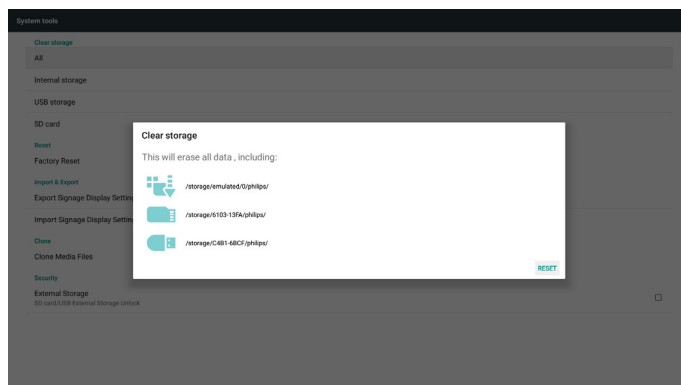 System tools
Clear storage
All
Internal storage
USB storage
SD card
Reset
Factory Reset
Import & Export
Export Signage Display Setting
Import Signage Display Settin
Clone
Clone Media Files
Security
External Storage
SD card/USB External Storage Unlock
Clear storage
This will erase all data , including:
/storage/emulated/0/philips/
/storage/6103-13FA/philips/
/storage/C4B1-6BCF/philips/
RESET